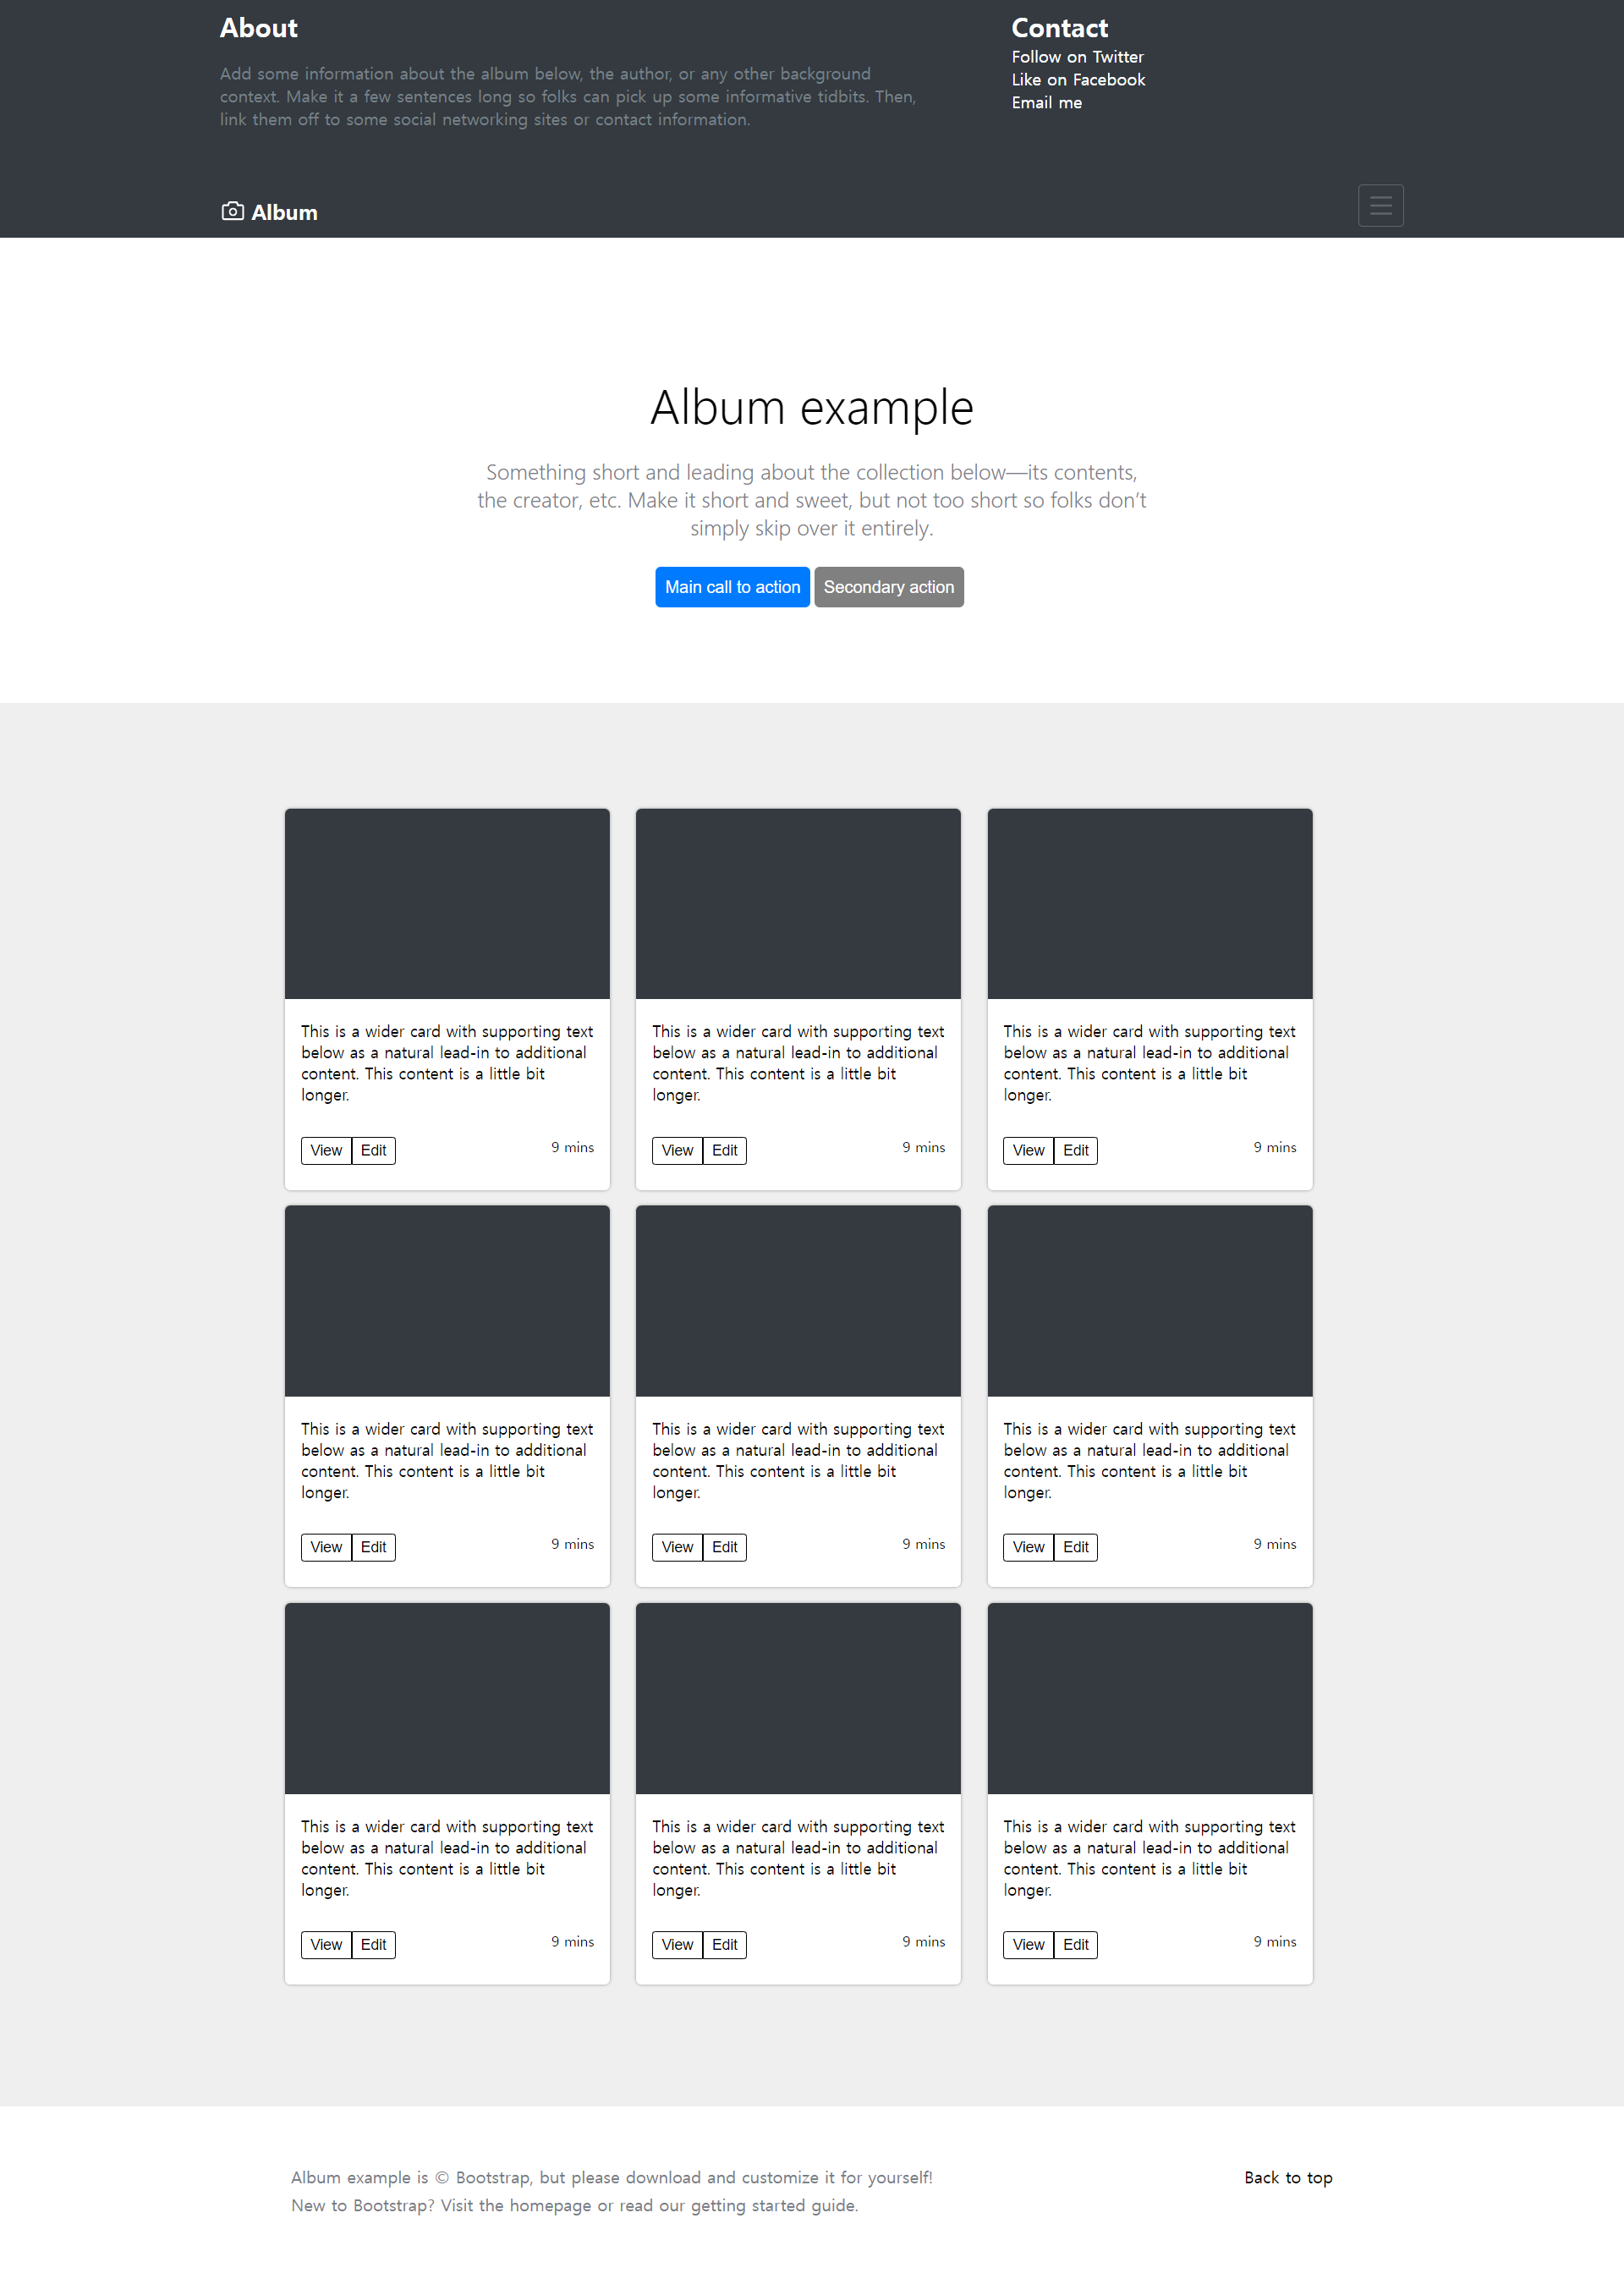 About
Add some information about the album below, the author, or any other background
context. Make it a few sentences long so folks can pick up some informative tidbits. Then,
link them off to some social networking sites or contact information.
Contact
Follow on Twitter
Like on Facebook
Email me
Album
Album example
Something short and leading about the collection below—its contents,
the creator, etc. Make it short and sweet, but not too short so folks don’t
simply skip over it entirely.
Main call to action
Secondary action
This is a wider card with supporting text
below as a natural lead-in to additional
content. This content is a little bit
longer.
View Edit 9 mins
This is a wider card with supporting text
below as a natural lead-in to additional
content. This content is a little bit
longer.
View Edit 9 mins
This is a wider card with supporting text
below as a natural lead-in to additional
content. This content is a little bit
longer.
View Edit 9 mins
This is a wider card with supporting text
below as a natural lead-in to additional
content. This content is a little bit
longer.
View Edit 9 mins
This is a wider card with supporting text
below as a natural lead-in to additional
content. This content is a little bit
longer.
View Edit 9 mins
This is a wider card with supporting text
below as a natural lead-in to additional
content. This content is a little bit
longer.
View Edit 9 mins
This is a wider card with supporting text
below as a natural lead-in to additional
content. This content is a little bit
longer.
View Edit 9 mins
This is a wider card with supporting text
below as a natural lead-in to additional
content. This content is a little bit
longer.
View Edit 9 mins
This is a wider card with supporting text
below as a natural lead-in to additional
content. This content is a little bit
longer.
View Edit 9 mins
Album example is © Bootstrap, but please download and customize it for yourself!
New to Bootstrap? Visit the homepage or read our getting started guide.
Back to top